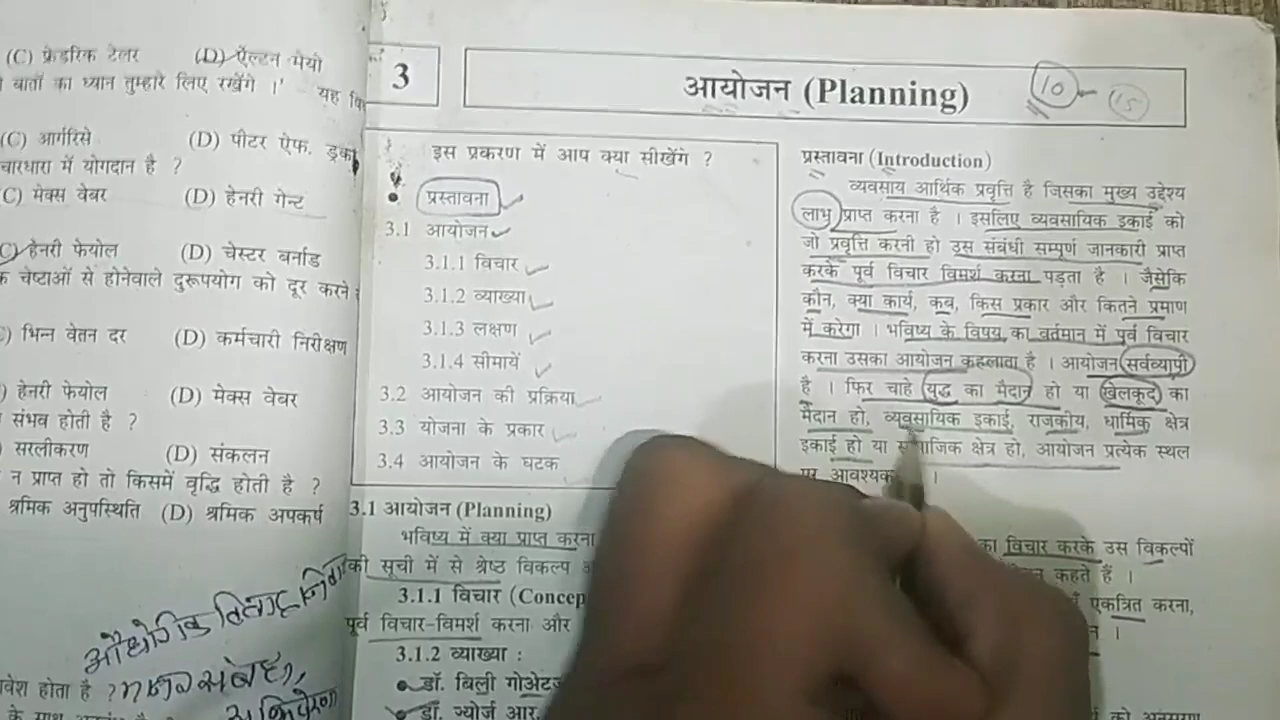 (C) फ्रेडरिक टेलर (D) ऍल्टन मेयो
बातों का ध्यान तुम्हारे लिए रखेंगे ।' यह
(C) आर्गरिसे (D) पीटर ऐफ. ड्रक
चारधारा में योगदान है ?
C) मेक्स वेबर (D) हेनरी गेन्ट
C) हेनरी फेयोल (D) चेस्टर बर्नाड
चेष्टाओं से होनेवाले दुरूपयोग को दूर करने
) भिन्न वेतन दर (D) कर्मचारी निरीक्षण
) हेनरी फेयोल (D) मेक्स वेबर
संभव होती है ?
सरलीकरण (D) संकलन
न प्राप्त हो तो किसमें वृद्धि होती है ?
श्रमिक अनुपस्थिति (D) श्रमिक अपकर्ष
वेश होता है ?
3 आयोजन (Planning) 10 - 15
इस प्रकरण में आप क्या सीखेंगे ?
• प्रस्तावना
3.1 आयोजन
3.1.1 विचार
3.1.2 व्याख्या
3.1.3 लक्षण
3.1.4 सीमायें
3.2 आयोजन की प्रक्रिया
3.3 योजना के प्रकार
3.4 आयोजन के घटक
प्रस्तावना (Introduction)
व्यवसाय आर्थिक प्रवृत्ति है जिसका मुख्य उद्देश्य
लाभ प्राप्त करना है । इसलिए व्यवसायिक इकाई को
जो प्रवृत्ति करनी हो उस संबंधी सम्पूर्ण जानकारी प्राप्त
करके पूर्व विचार विमर्श करना पड़ता है । जैसेकि
कौन, क्या कार्य, कब, किस प्रकार और कितने प्रमाण
में करेगा । भविष्य के विषय का वर्तमान में पूर्व विचार
करना उसका आयोजन कहलाता है । आयोजन सर्वव्यापी
है । फिर चाहे युद्ध का मैदान हो या खेलकूद का
मैदान हो, व्यवसायिक इकाई, राजकीय, धार्मिक क्षेत्र
इकाई हो या जिक क्षेत्र हो, आयोजन प्रत्येक स्थल
पर आवश्यक ।
3.1 आयोजन (Planning)
भविष्य में क्या प्राप्त करना का विचार करके उस विकल्पों
की सूची में से श्रेष्ठ विकल्प कहते हैं ।
3.1.1 विचार (Concep एकत्रित करना,
पूर्व विचार-विमर्श करना और
3.1.2 व्याख्या :
• डॉ. बिली गोअेट
डॉ. ज्योर्ज आर.